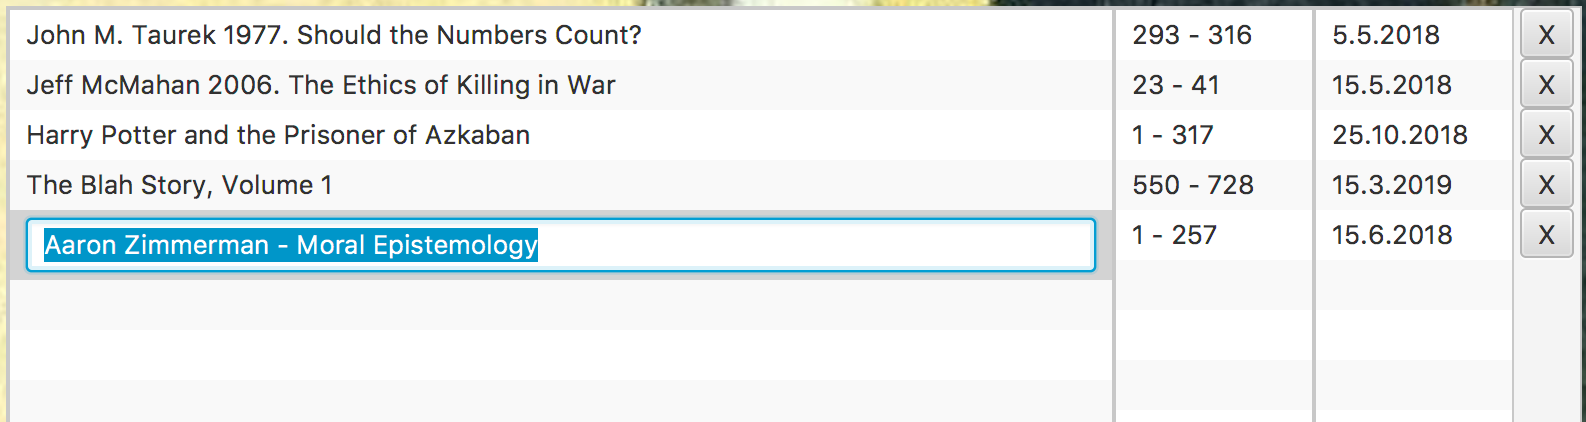 John M. Taurek 1977. Should the Numbers Count? 293 - 316 5.5.2018 X
Jeff McMahan 2006. The Ethics of Killing in War 23 - 41 15.5.2018 X
Harry Potter and the Prisoner of Azkaban 1 - 317 25.10.2018 X
The Blah Story, Volume 1 550 - 728 15.3.2019 X
Aaron Zimmerman - Moral Epistemology 1 - 257 15.6.2018 X